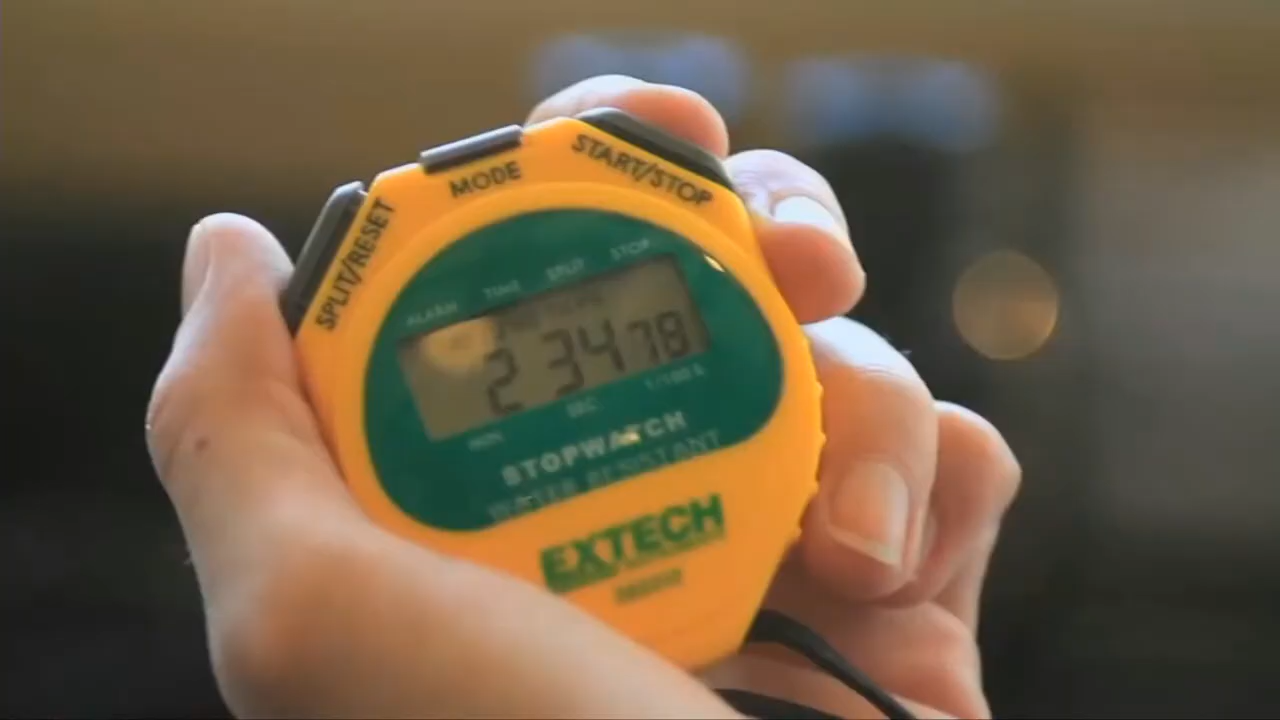 MODE
START/STOP
SPLIT/RESET
ALARM TIME SPLIT STOP
2 34 78
MIN. SEC. 1/100 S
STOPWATCH
WATER RESISTANT
EXTECH